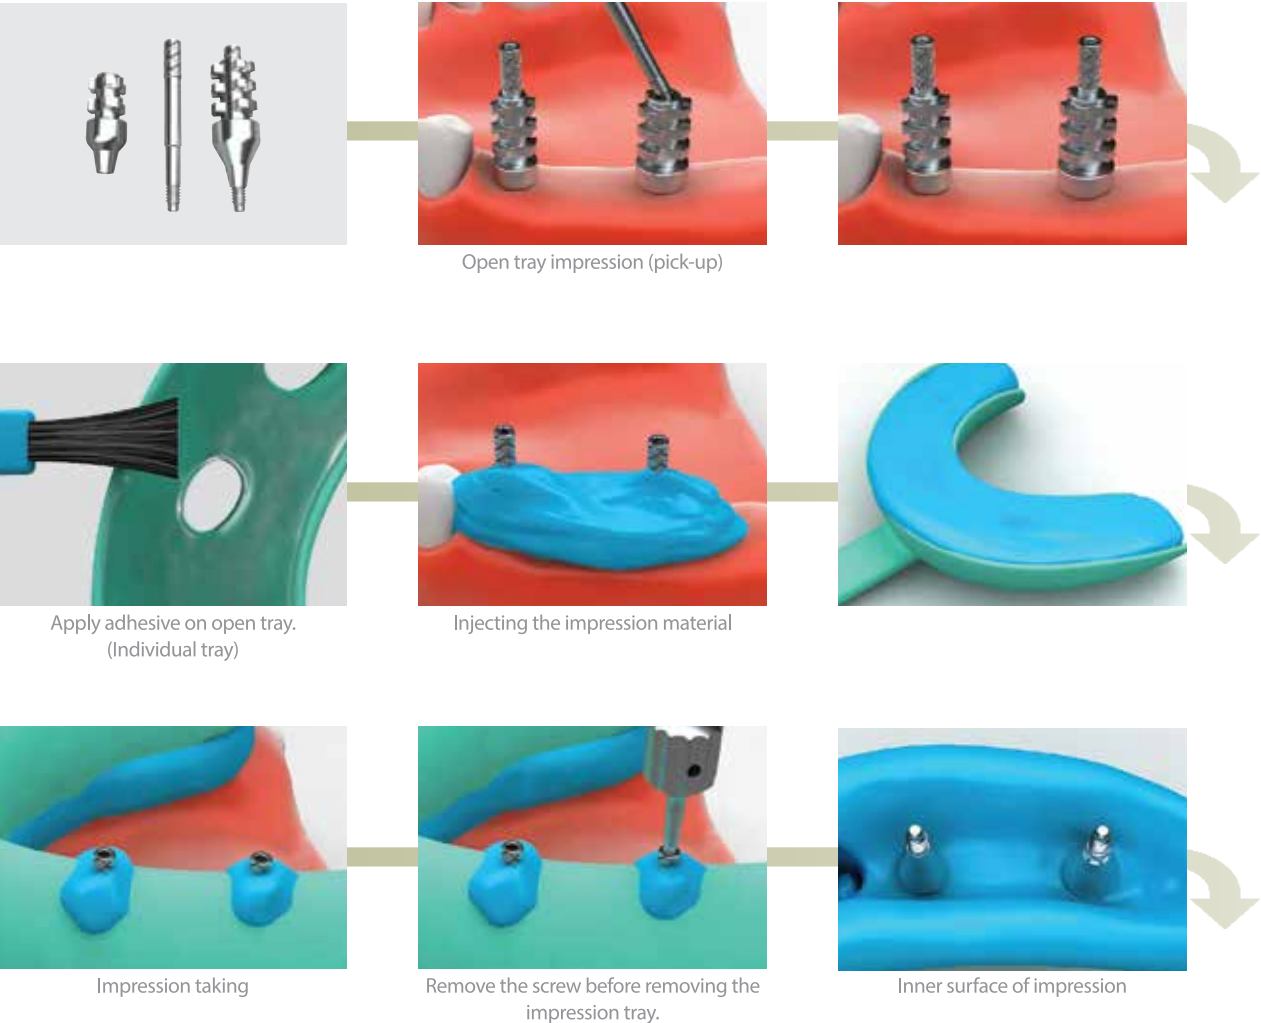 Open tray impression (pick-up)
Apply adhesive on open tray.
(Individual tray)
Injecting the impression material
Impression taking
Remove the screw before removing the
impression tray.
Inner surface of impression